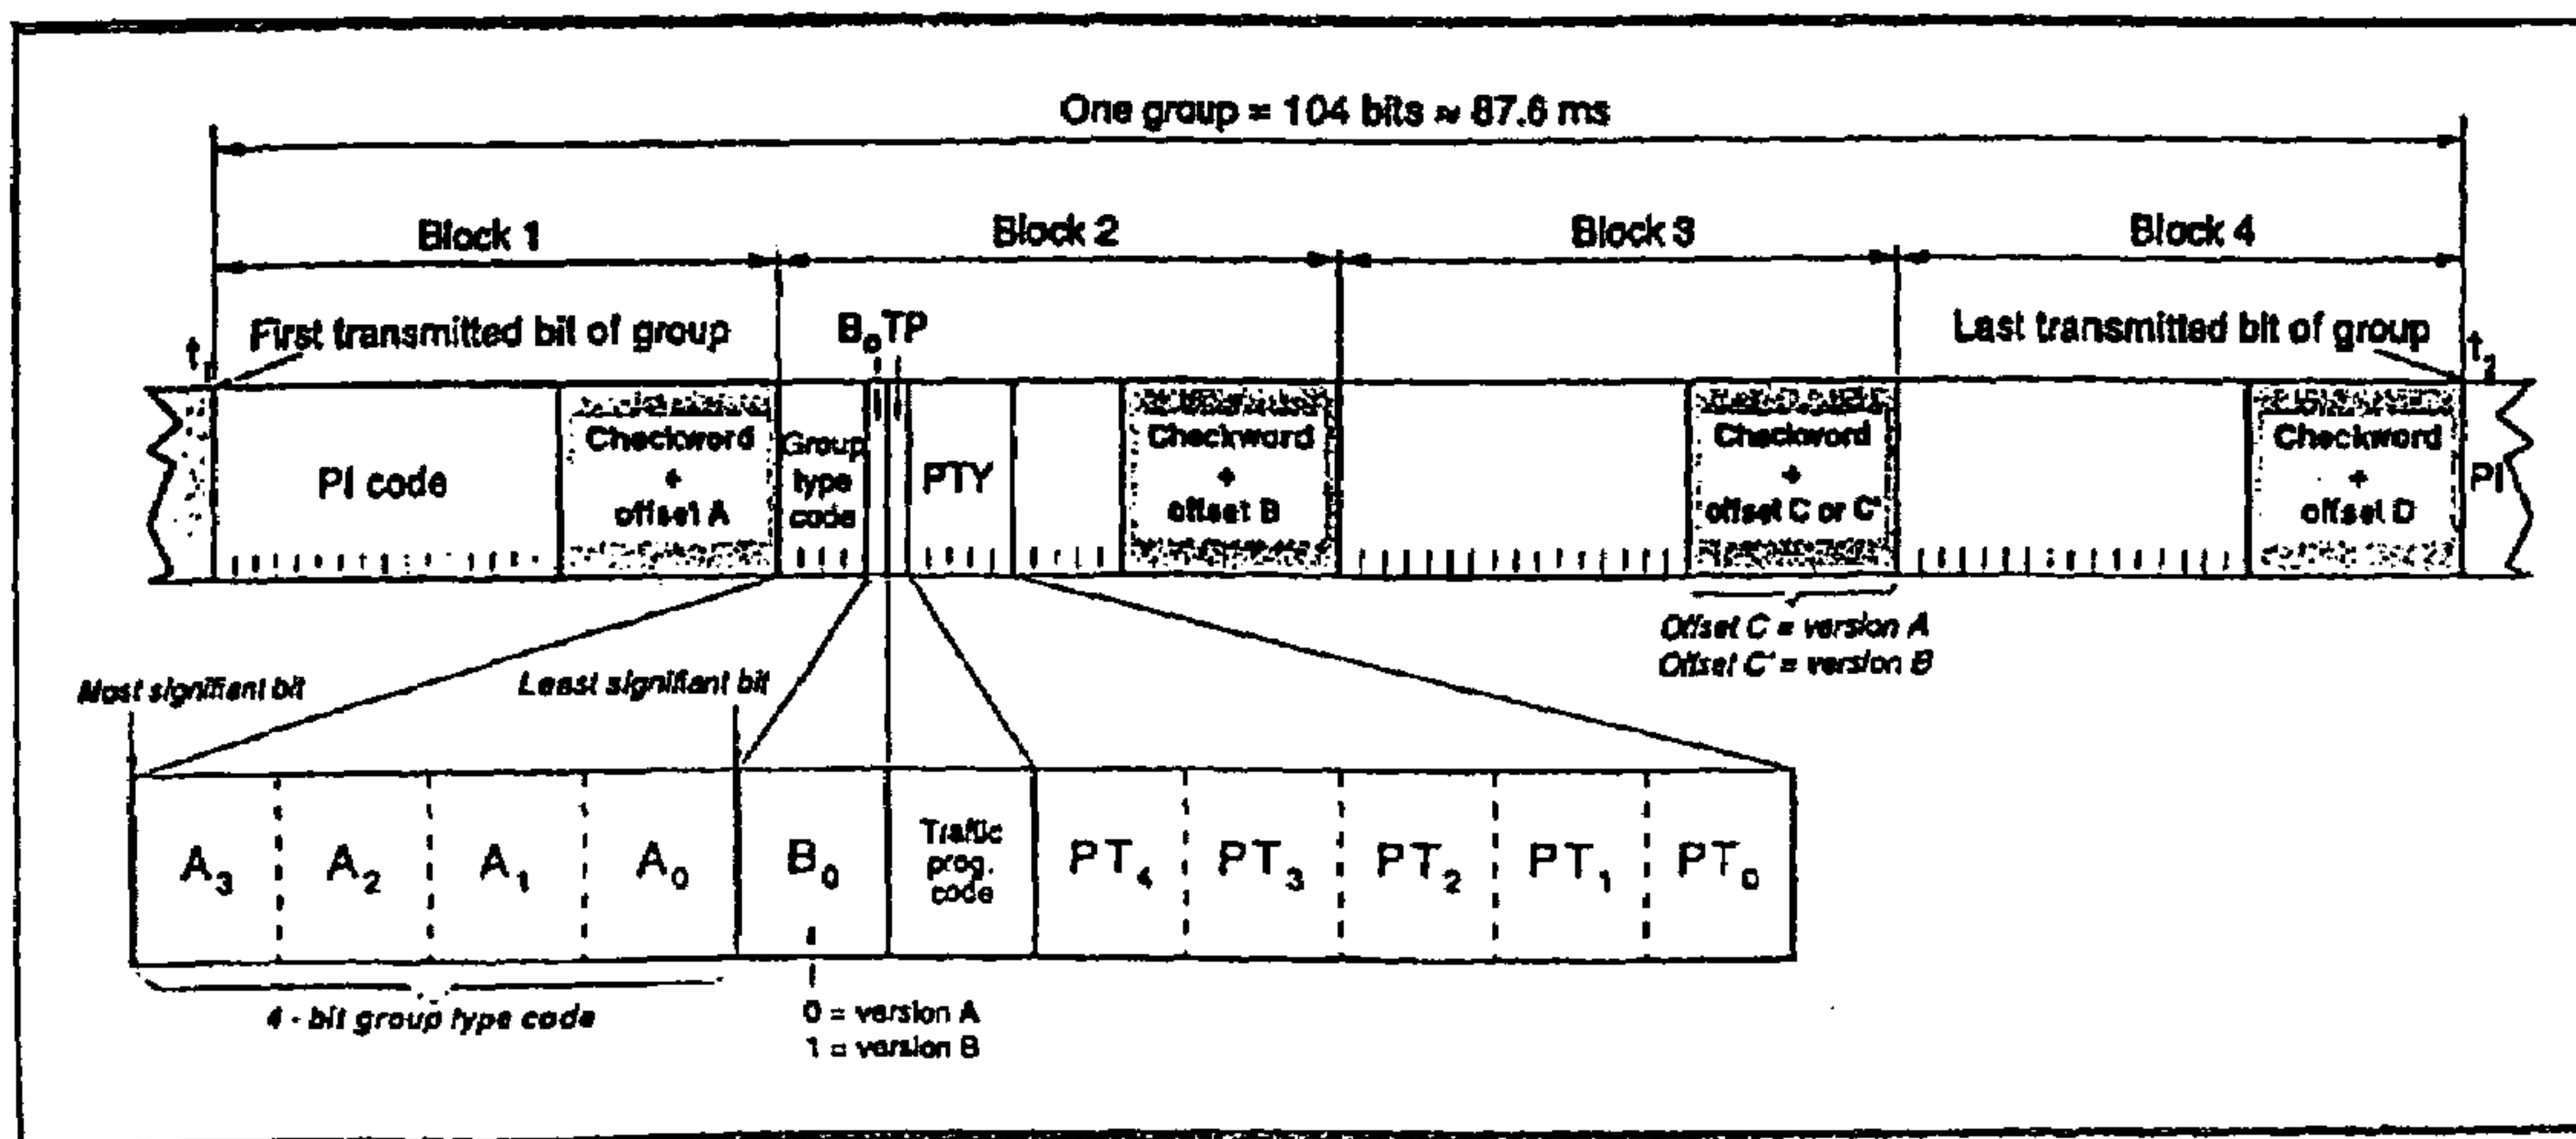 One group = 104 bits ≈ 87.6 ms
Block 1 Block 2 Block 3 Block 4
First transmitted bit of group B₀ TP Last transmitted bit of group
t₁ t₂
PI code
Checkword
+
offset A
Group
type
code
PTY
Checkword
+
offset B
Checkword
+
offset C or C'
Checkword
+
offset D
PI
Offset C = version A
Offset C' = version B
Most signifiant bit Least signifiant bit
A₃ A₂ A₁ A₀ B₀
Traffic
prog.
code
PT₄ PT₃ PT₂ PT₁ PT₀
4 - bit group type code
0 = version A
1 = version B